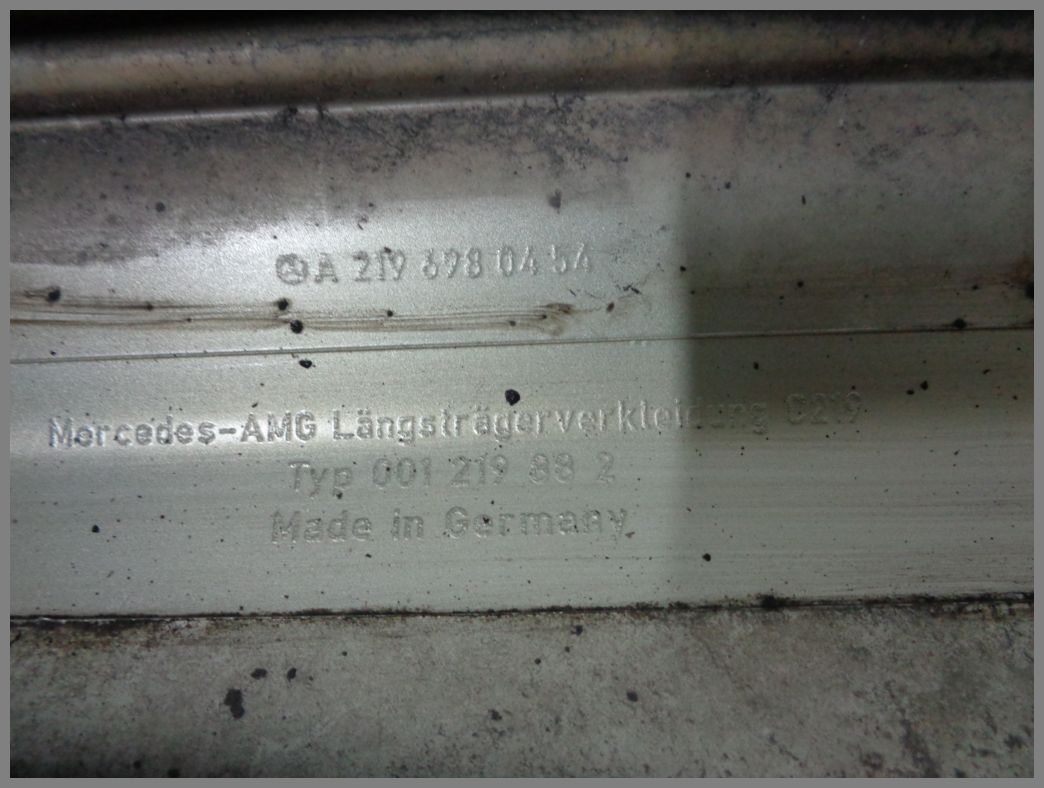 A 219 698 04 54
Mercedes-AMG Längsträgerverkleidung C219
Typ 001 219 88 2
Made in Germany